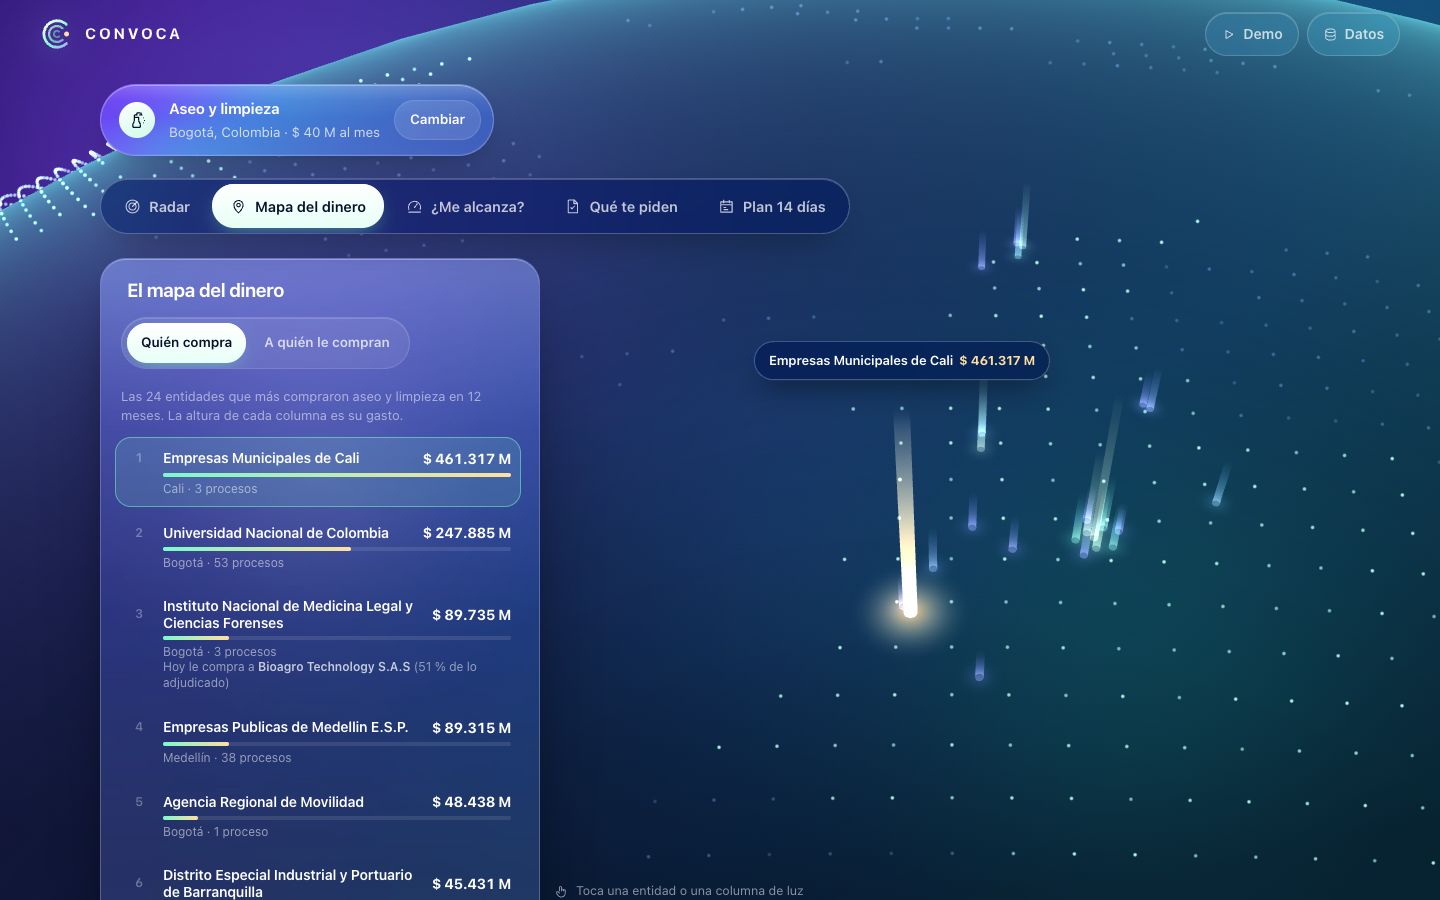 CONVOCA
Demo
Datos
Aseo y limpieza
Bogotá, Colombia · $ 40 M al mes
Cambiar
Radar
Mapa del dinero
¿Me alcanza?
Qué te piden
Plan 14 días
El mapa del dinero
Quién compra
A quién le compran
Las 24 entidades que más compraron aseo y limpieza en 12
meses. La altura de cada columna es su gasto.
1 Empresas Municipales de Cali $ 461.317 M
Cali · 3 procesos
2 Universidad Nacional de Colombia $ 247.885 M
Bogotá · 53 procesos
3 Instituto Nacional de Medicina Legal y
Ciencias Forenses $ 89.735 M
Bogotá · 3 procesos
Hoy le compra a Bioagro Technology S.A.S (51 % de lo
adjudicado)
4 Empresas Publicas de Medellin E.S.P. $ 89.315 M
Medellín · 38 procesos
5 Agencia Regional de Movilidad $ 48.438 M
Bogotá · 1 proceso
6 Distrito Especial Industrial y Portuario
de Barranquilla $ 45.431 M
Empresas Municipales de Cali $ 461.317 M
Toca una entidad o una columna de luz